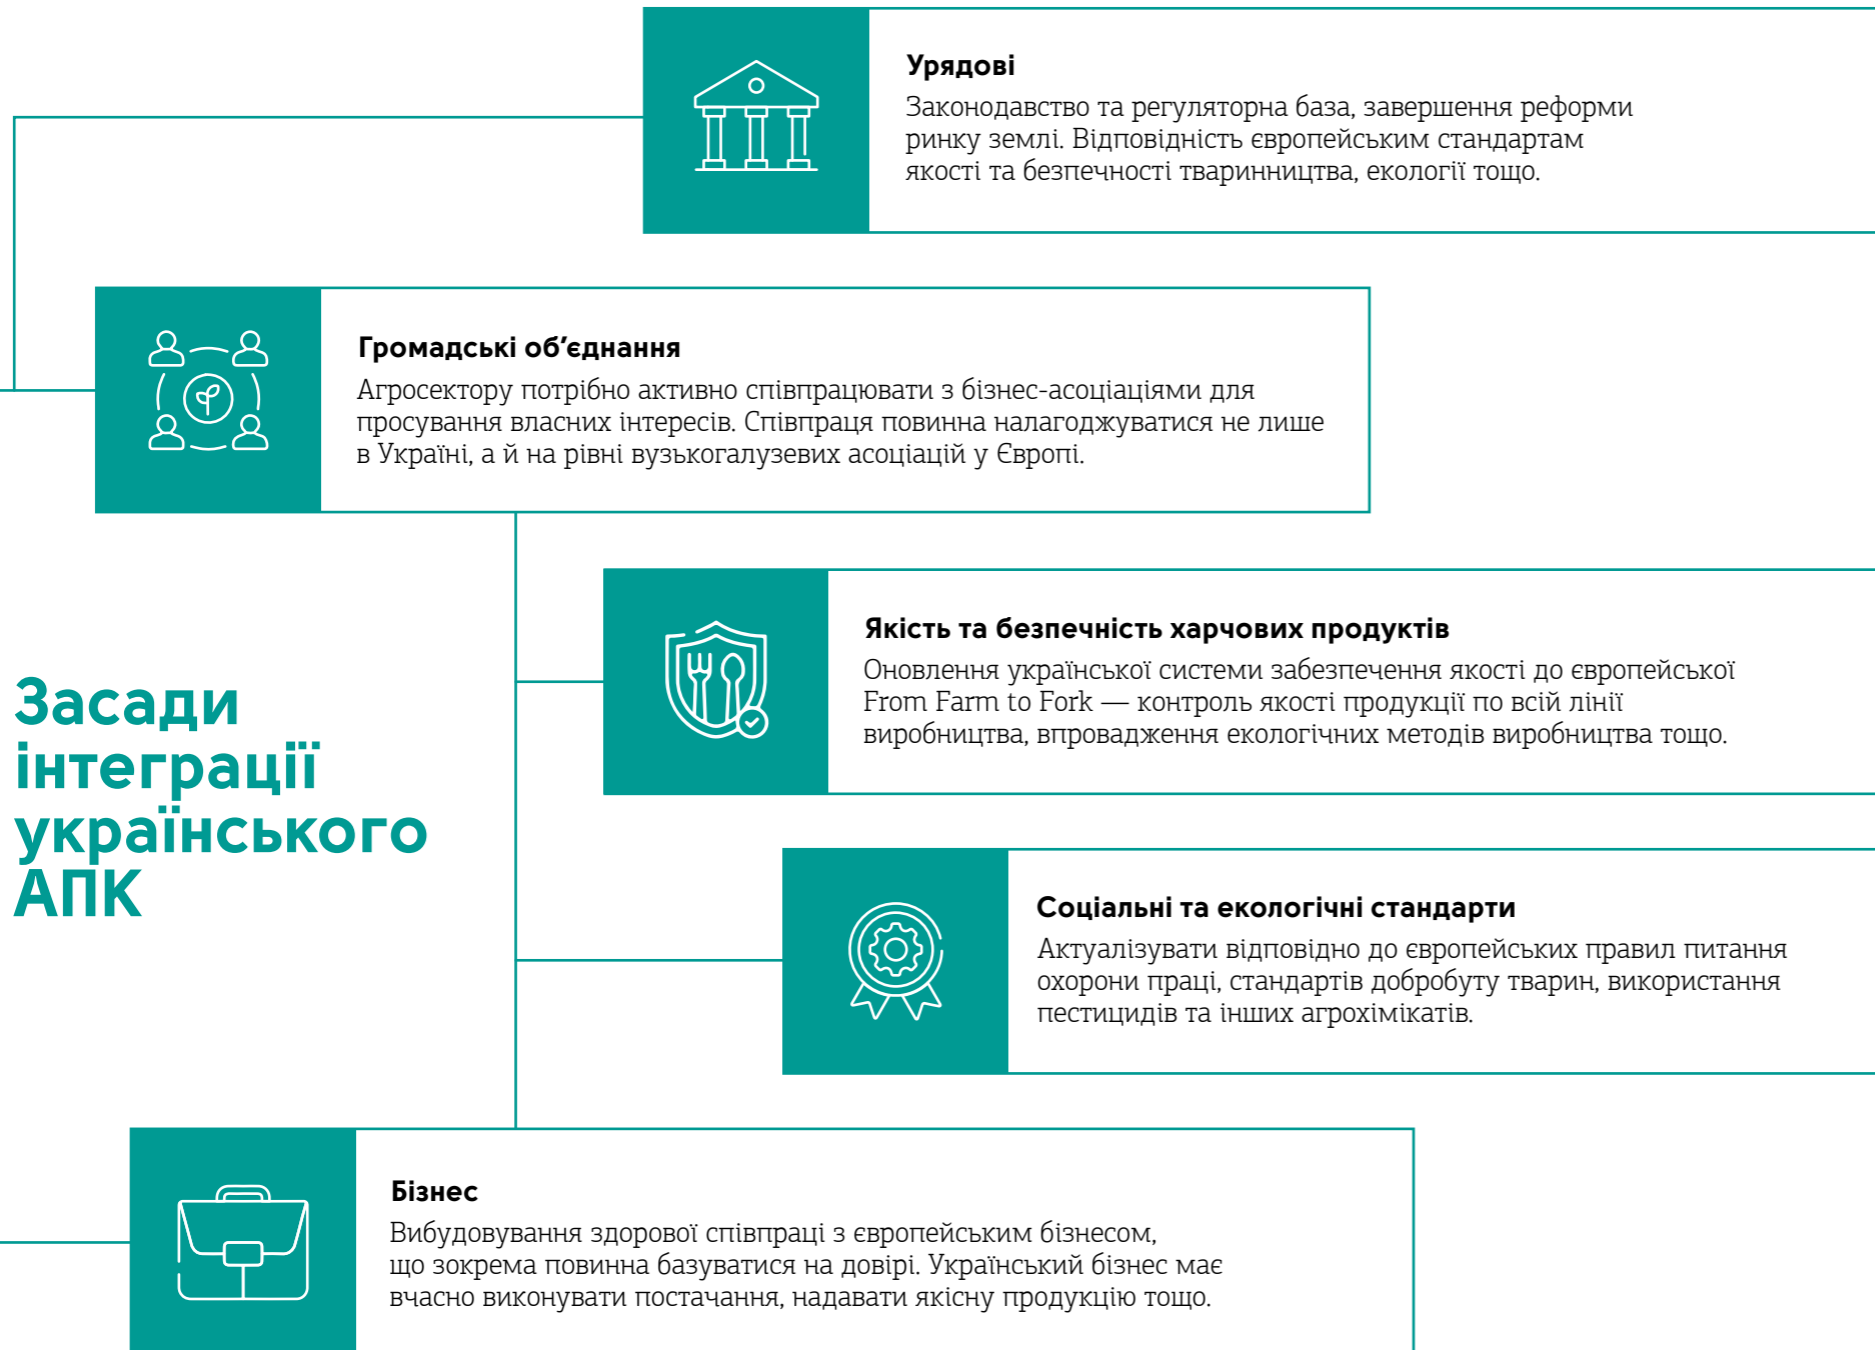 Урядові
Законодавство та регуляторна база, завершення реформи
ринку землі. Відповідність європейським стандартам
якості та безпечності тваринництва, екології тощо.
Громадські об’єднання
Агросектору потрібно активно співпрацювати з бізнес-асоціаціями для
просування власних інтересів. Співпраця повинна налагоджуватися не лише
в Україні, а й на рівні вузькогалузевих асоціацій у Європі.
Засади
інтеграції
українського
АПК
Якість та безпечність харчових продуктів
Оновлення української системи забезпечення якості до європейської
From Farm to Fork — контроль якості продукції по всій лінії
виробництва, впровадження екологічних методів виробництва тощо.
Соціальні та екологічні стандарти
Актуалізувати відповідно до європейських правил питання
охорони праці, стандартів добробуту тварин, використання
пестицидів та інших агрохімікатів.
Бізнес
Вибудовування здорової співпраці з європейським бізнесом,
що зокрема повинна базуватися на довірі. Український бізнес має
вчасно виконувати постачання, надавати якісну продукцію тощо.